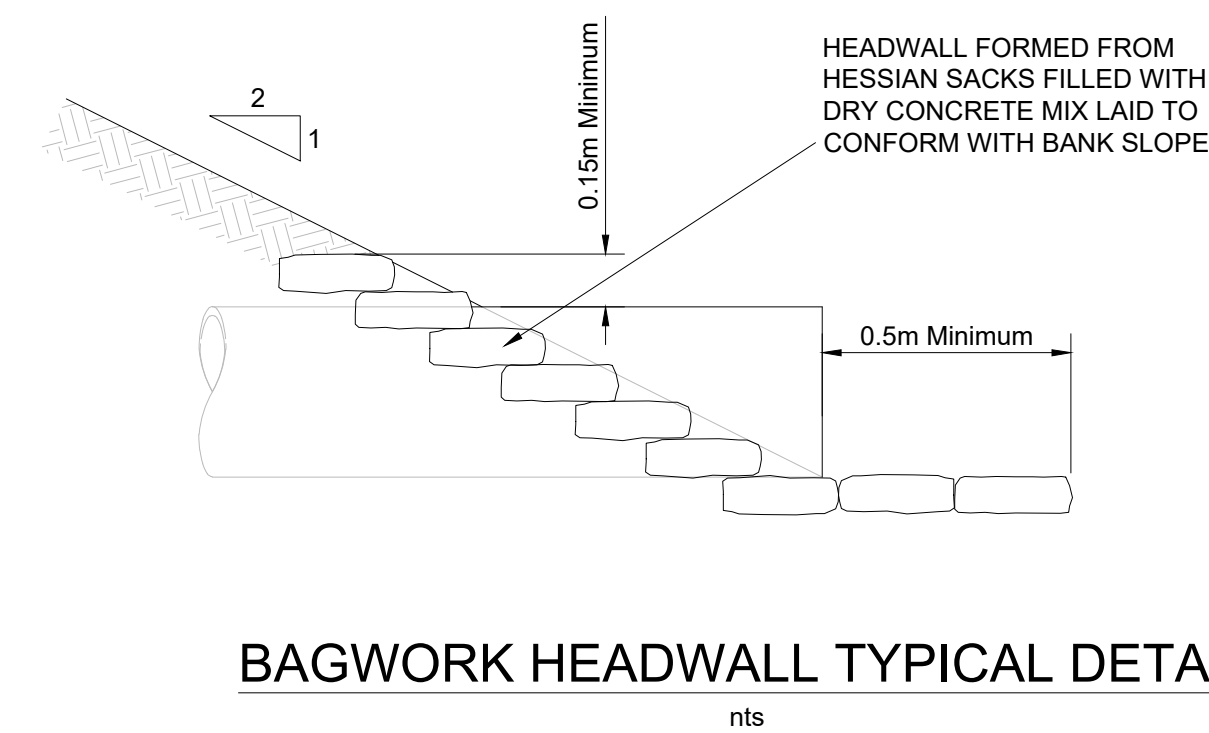 HEADWALL FORMED FROM
HESSIAN SACKS FILLED WITH
DRY CONCRETE MIX LAID TO
CONFORM WITH BANK SLOPE
2
1
0.15m Minimum
0.5m Minimum
BAGWORK HEADWALL TYPICAL DETA
nts